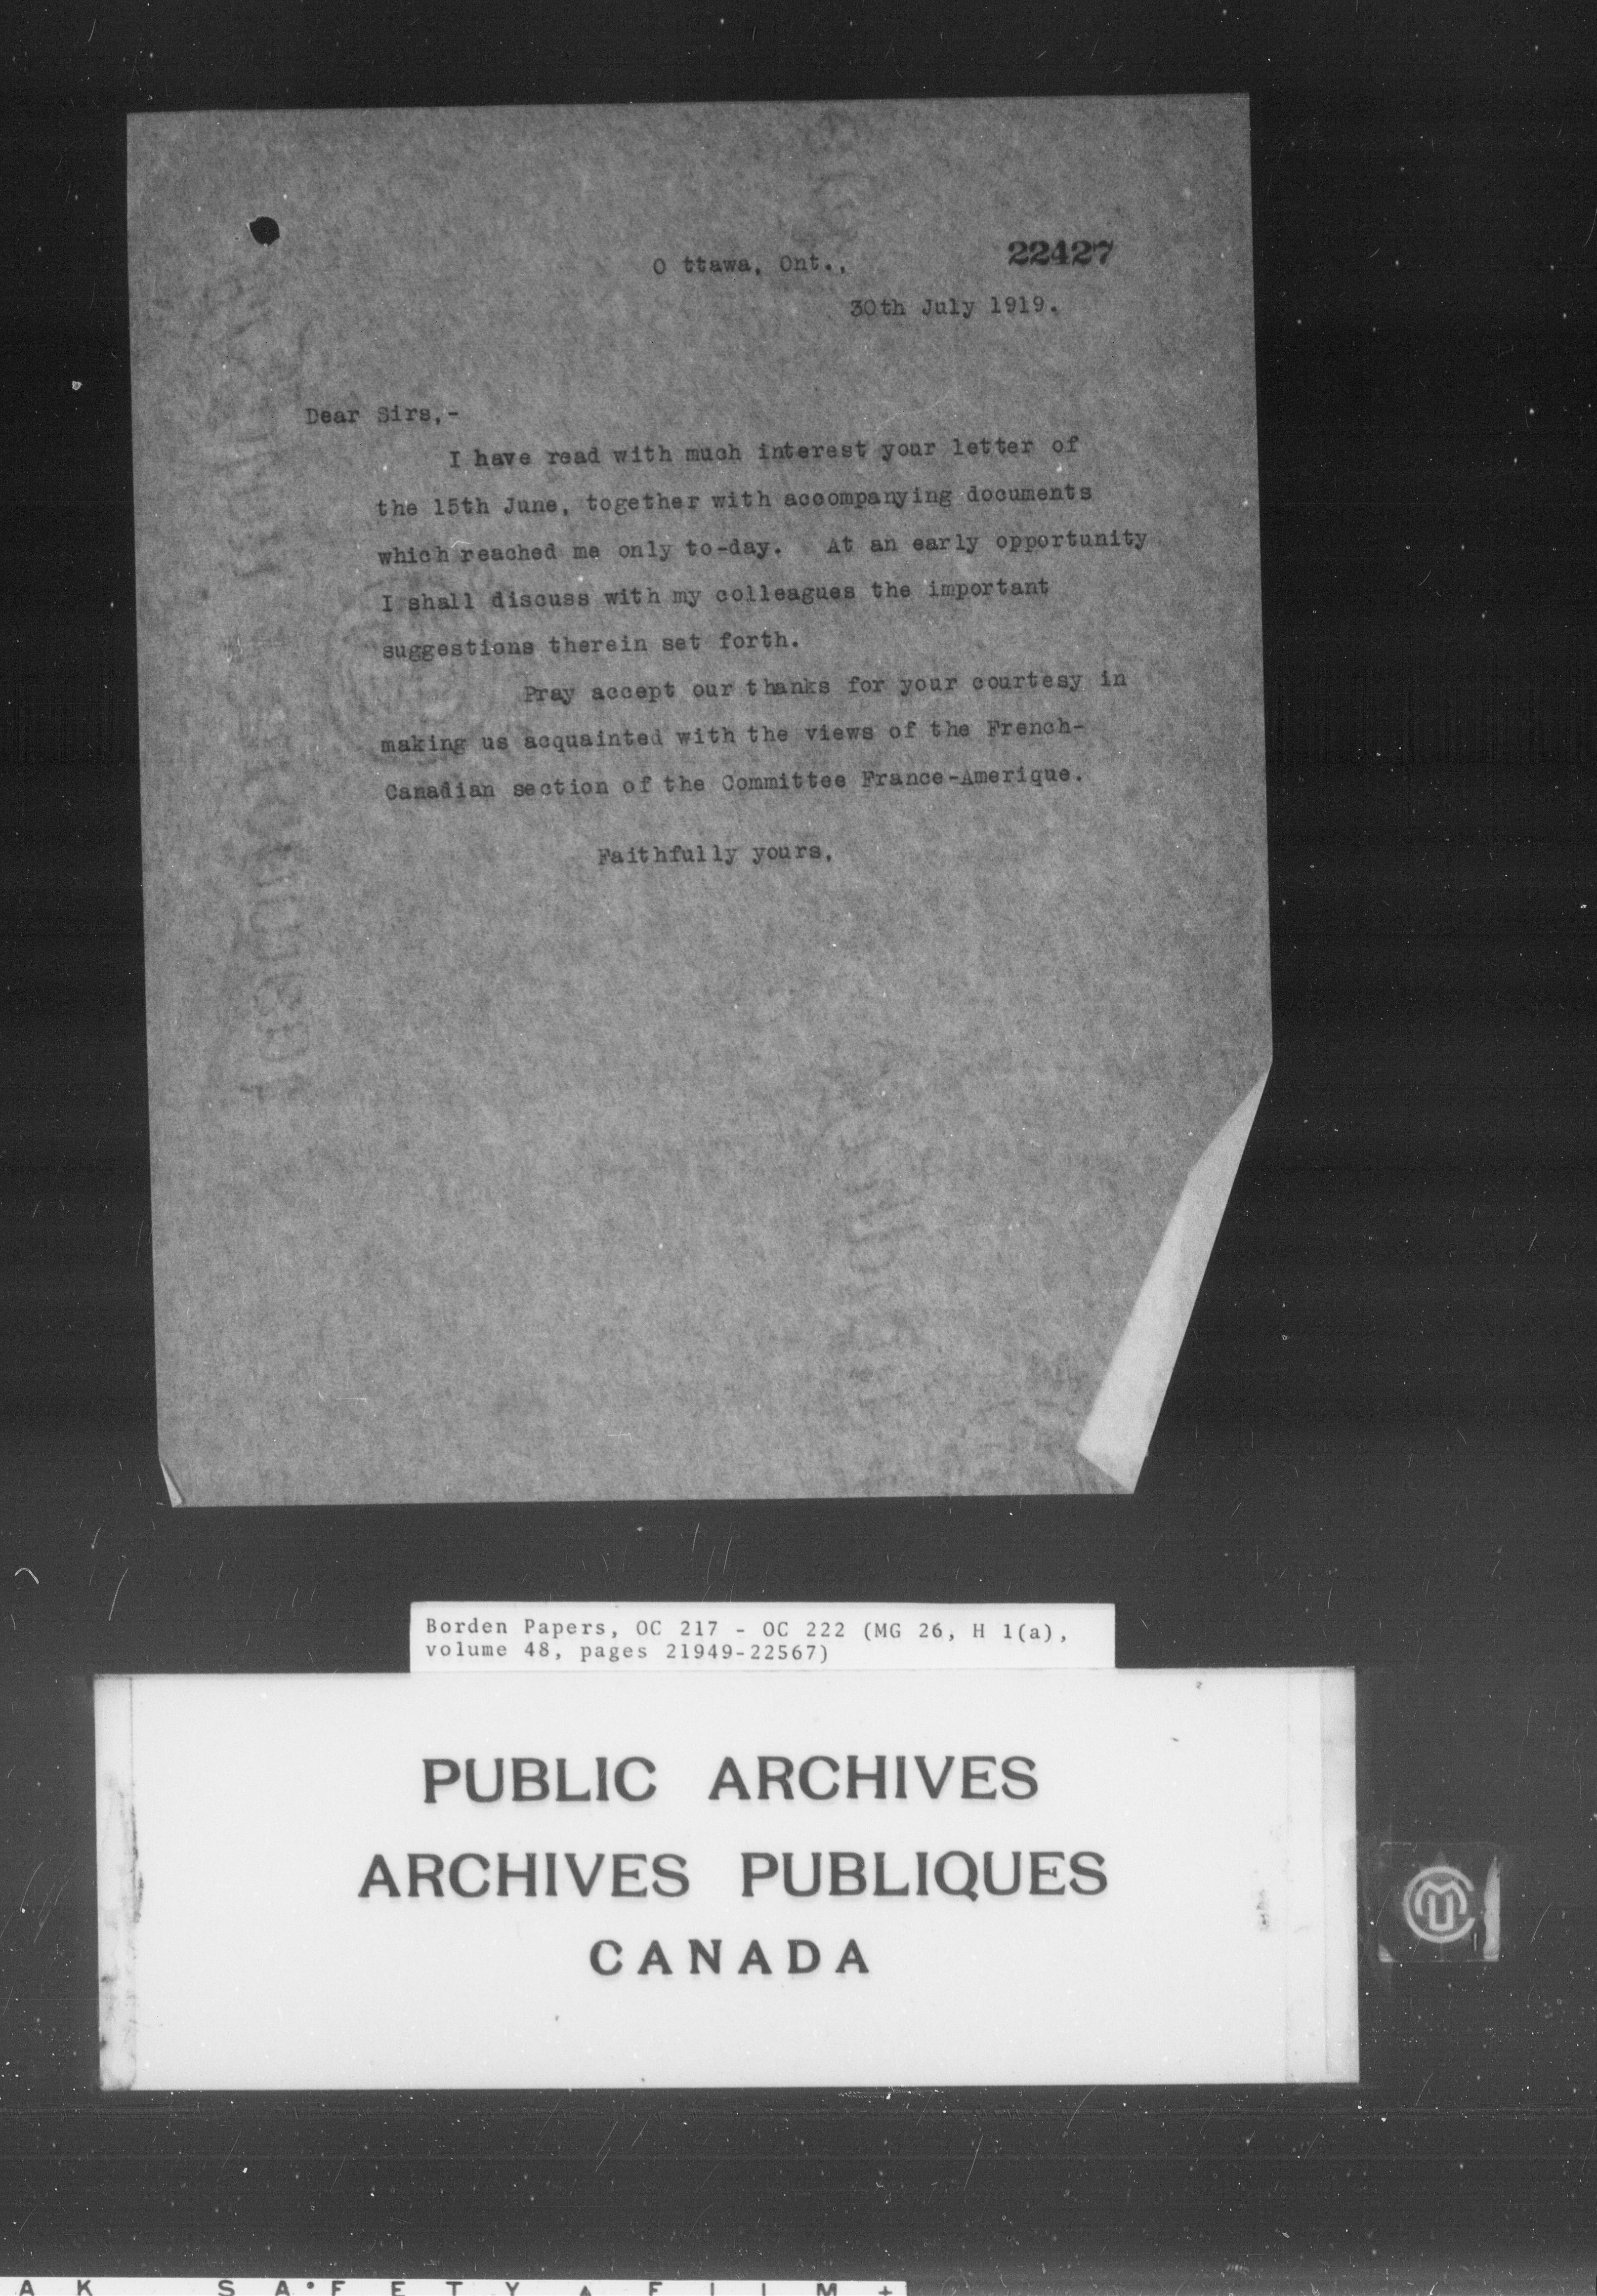 22427
O ttawa, Ont.,
30th July 1919.
Dear Sirs,-
I have read with much interest your letter of
the 15th June, together with accompanying documents
which reached me only to-day. At an early opportunity
I shall discuss with my colleagues the important
suggestions therein set forth.
Pray accept our thanks for your courtesy in
making us acquainted with the views of the French-
Canadian section of the Committee France-Amerique.
Faithfully yours,
Borden Papers, OC 217 - OC 222 (MG 26, H 1(a),
volume 48, pages 21949-22567)
PUBLIC ARCHIVES
ARCHIVES PUBLIQUES
CANADA
A K S A • F E T Y ▲ F I L M +